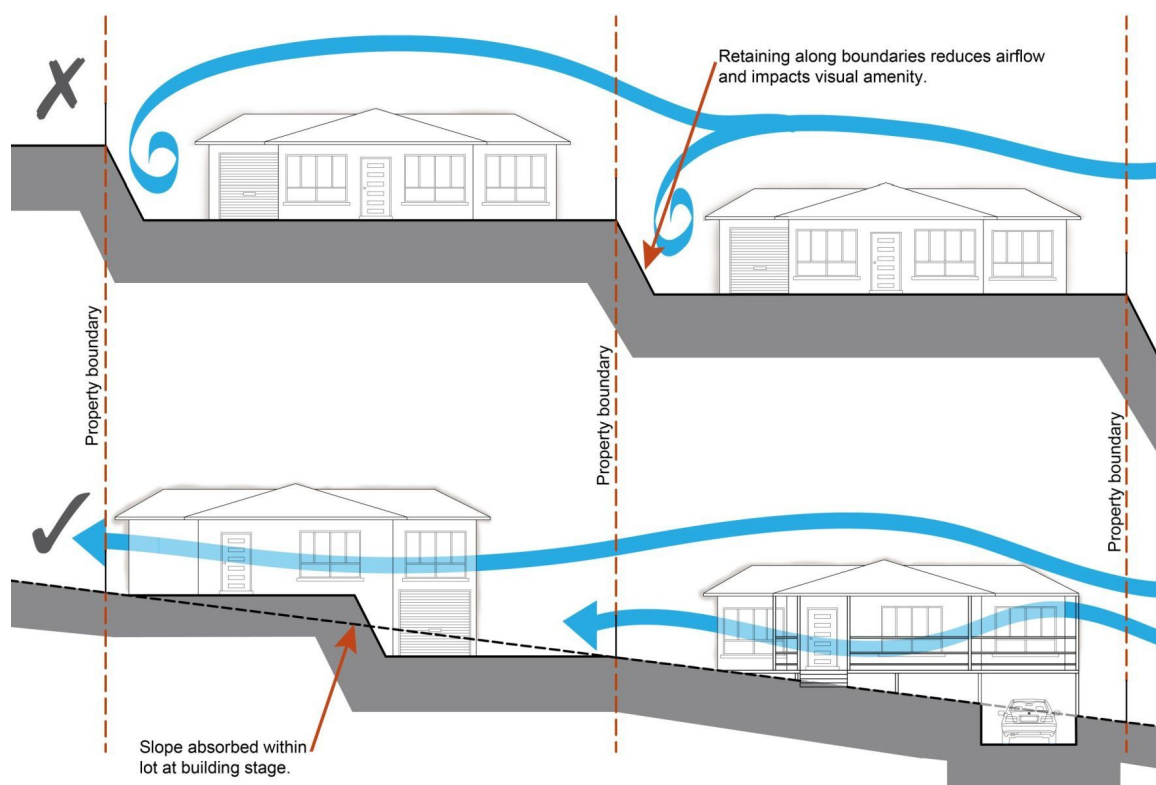 Retaining along boundaries reduces airflow
and impacts visual amenity.
Property boundary
Property boundary
Property boundary
Slope absorbed within
lot at building stage.